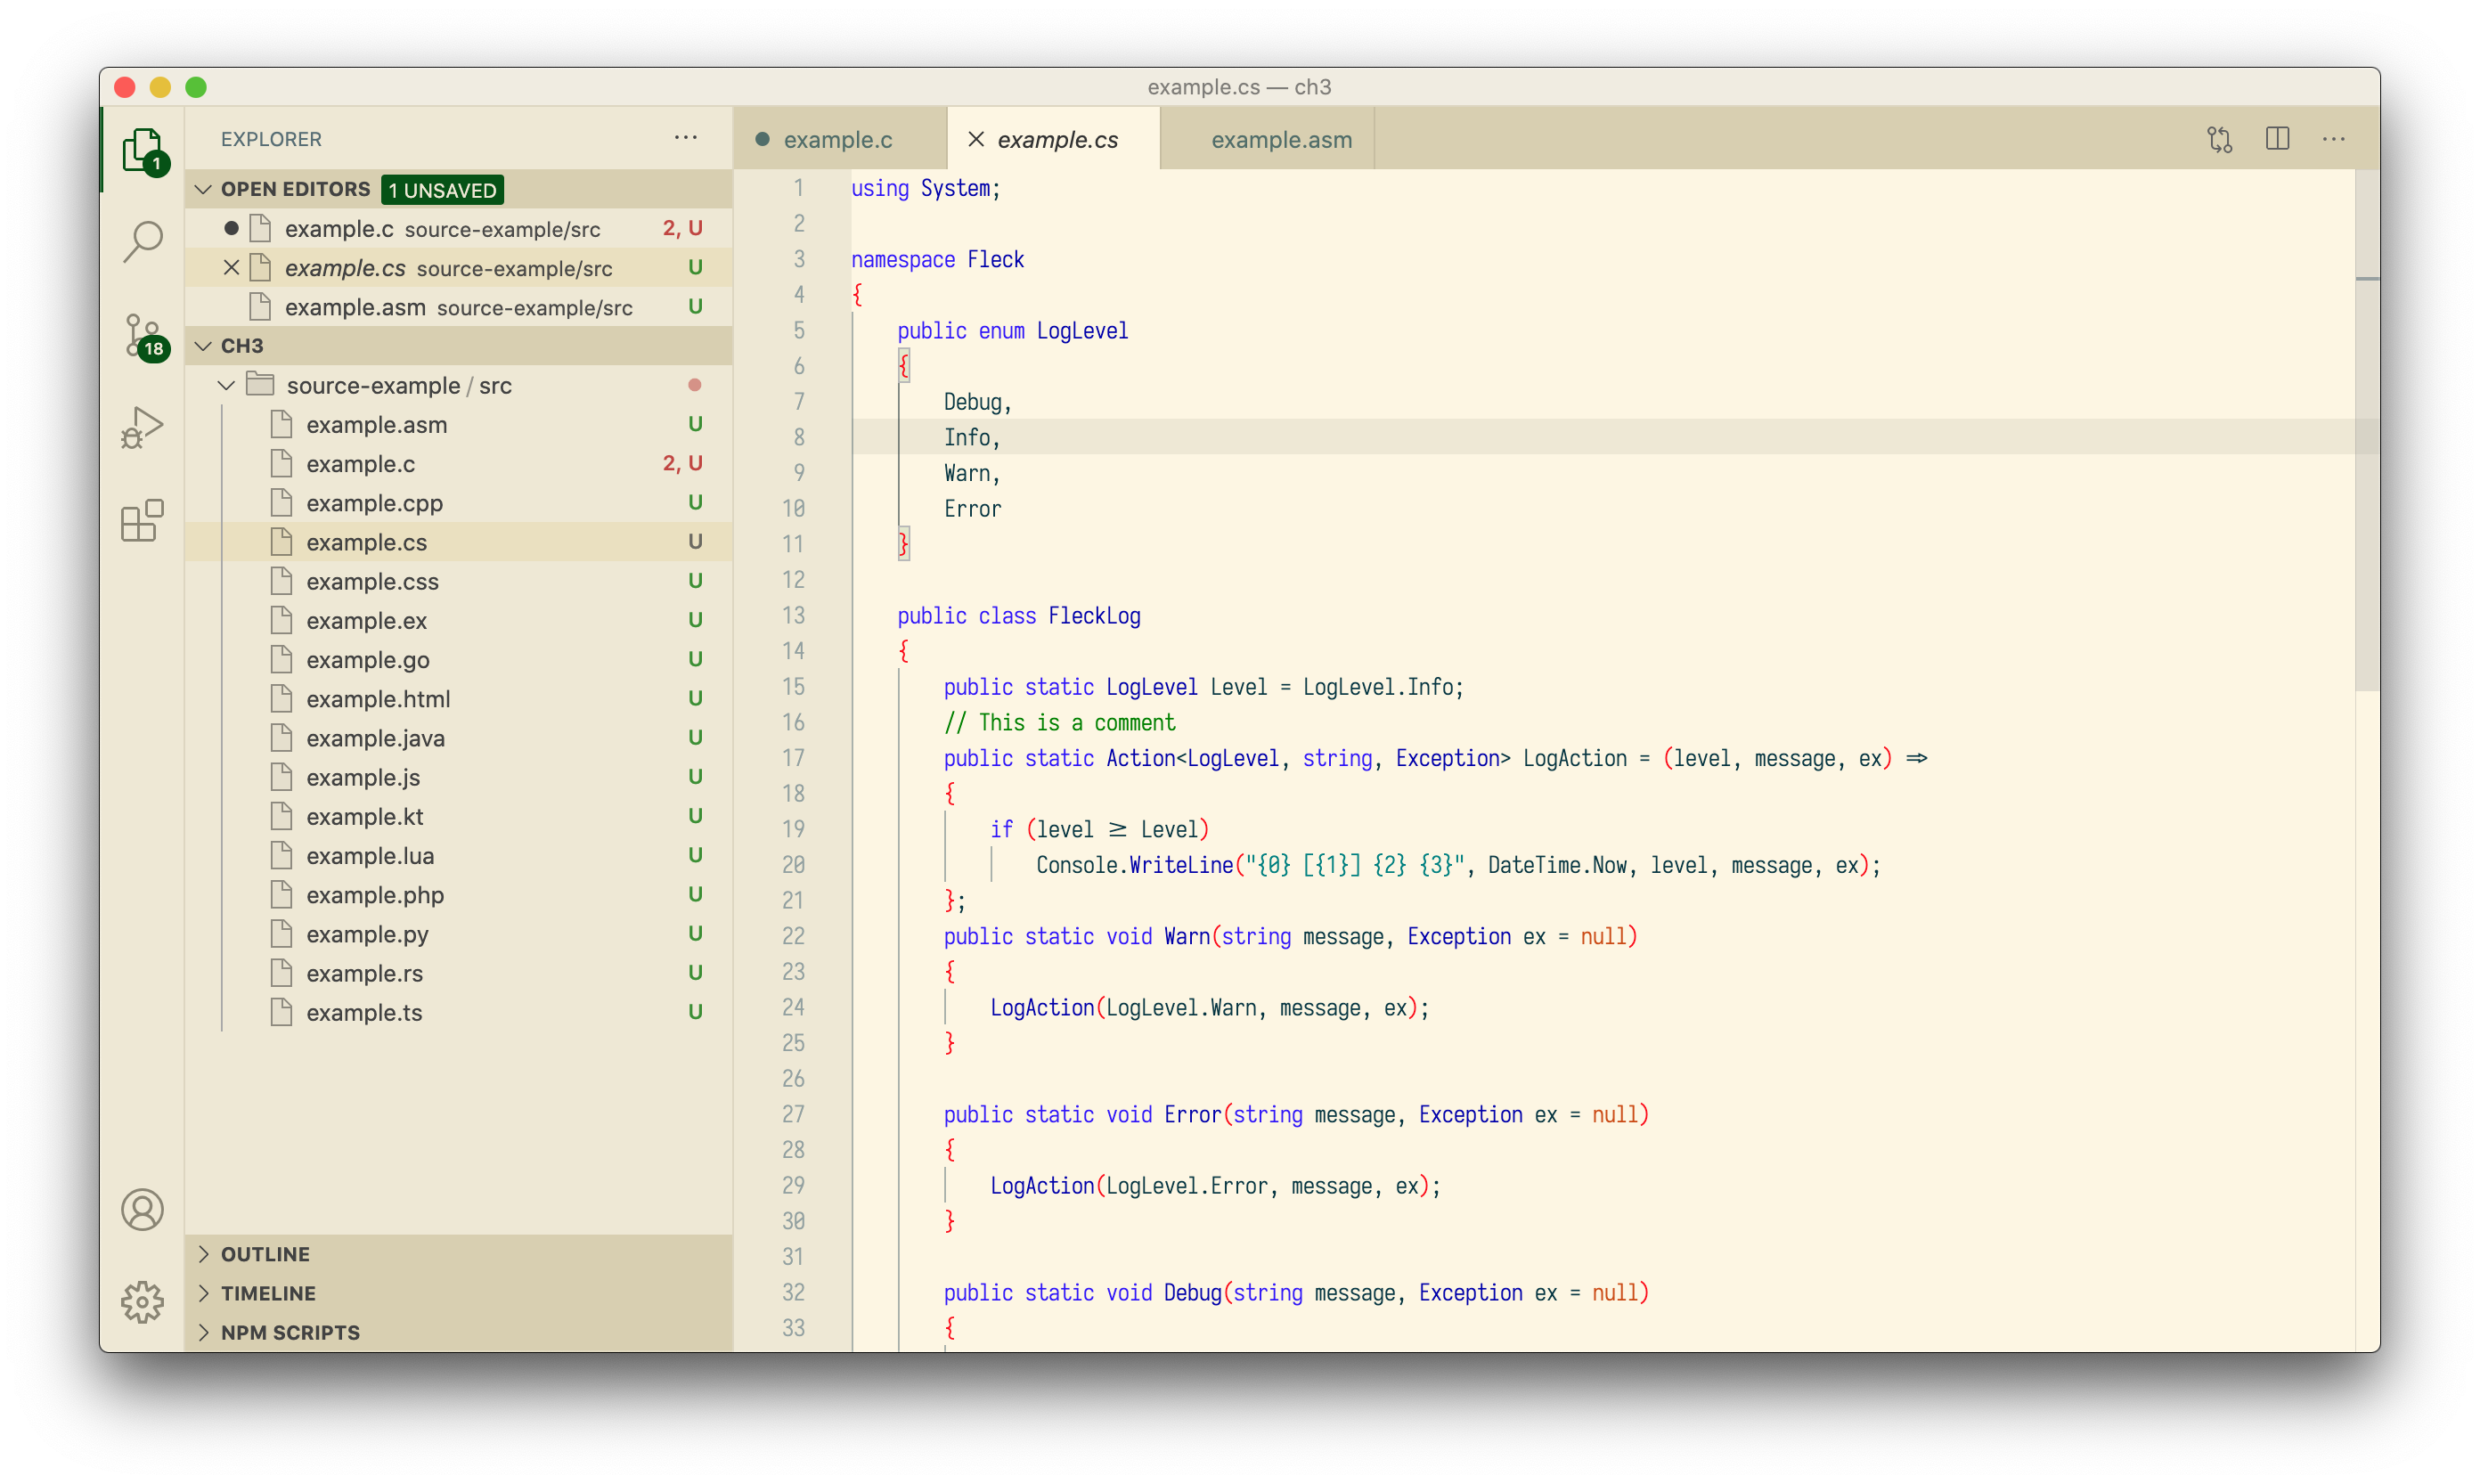 example.cs — ch3
1
18
EXPLORER
OPEN EDITORS 1 UNSAVED
example.c source-example/src 2, U
example.cs source-example/src U
example.asm source-example/src U
CH3
source-example / src
example.asm U
example.c 2, U
example.cpp U
example.cs U
example.css U
example.ex U
example.go U
example.html U
example.java U
example.js U
example.kt U
example.lua U
example.php U
example.py U
example.rs U
example.ts U
OUTLINE
TIMELINE
NPM SCRIPTS
example.c example.cs example.asm
1 using System;
2
3 namespace Fleck
4 {
5 public enum LogLevel
6 {
7 Debug,
8 Info,
9 Warn,
10 Error
11 }
12
13 public class FleckLog
14 {
15 public static LogLevel Level = LogLevel.Info;
16 // This is a comment
17 public static Action<LogLevel, string, Exception> LogAction = (level, message, ex) ⇒
18 {
19 if (level ≥ Level)
20 Console.WriteLine("{0} [{1}] {2} {3}", DateTime.Now, level, message, ex);
21 };
22 public static void Warn(string message, Exception ex = null)
23 {
24 LogAction(LogLevel.Warn, message, ex);
25 }
26
27 public static void Error(string message, Exception ex = null)
28 {
29 LogAction(LogLevel.Error, message, ex);
30 }
31
32 public static void Debug(string message, Exception ex = null)
33 {